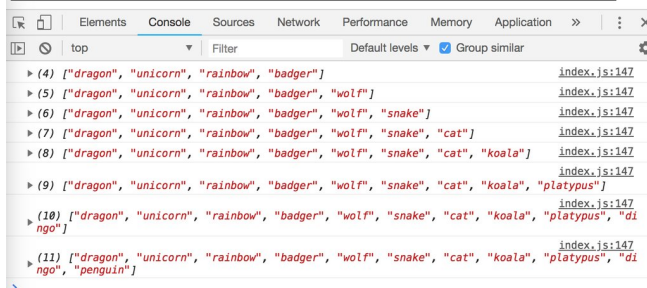 Elements Console Sources Network Performance Memory Application »
top Filter Default levels Group similar
(4) ["dragon", "unicorn", "rainbow", "badger"] index.js:147
(5) ["dragon", "unicorn", "rainbow", "badger", "wolf"] index.js:147
(6) ["dragon", "unicorn", "rainbow", "badger", "wolf", "snake"] index.js:147
(7) ["dragon", "unicorn", "rainbow", "badger", "wolf", "snake", "cat"] index.js:147
(8) ["dragon", "unicorn", "rainbow", "badger", "wolf", "snake", "cat", "koala"] index.js:147
index.js:147
(9) ["dragon", "unicorn", "rainbow", "badger", "wolf", "snake", "cat", "koala", "platypus"]
index.js:147
(10) ["dragon", "unicorn", "rainbow", "badger", "wolf", "snake", "cat", "koala", "platypus", "di
ngo"]
index.js:147
(11) ["dragon", "unicorn", "rainbow", "badger", "wolf", "snake", "cat", "koala", "platypus", "di
ngo", "penguin"]